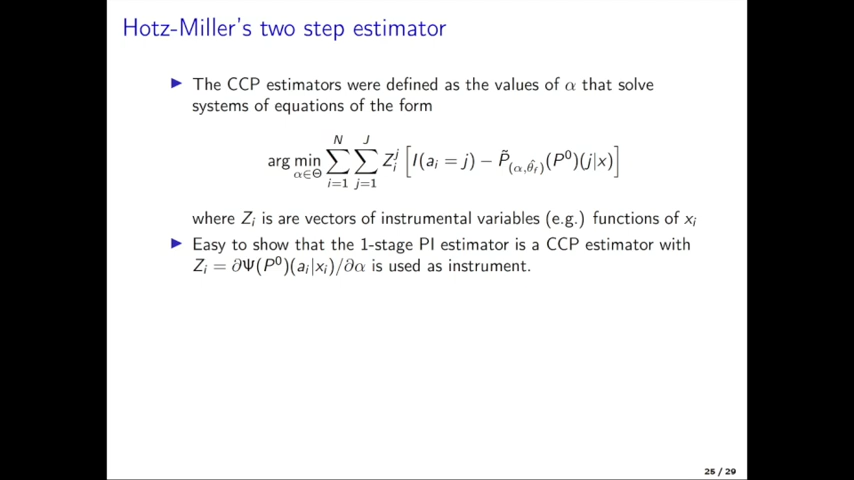 Hotz-Miller's two step estimator
▶ The CCP estimators were defined as the values of α that solve
systems of equations of the form
arg min_{α∈Θ} ∑_{i=1}^{N} ∑_{j=1}^{J} Z_i^j [I(a_i = j) − P̃_{(α,θ̂_f)}(P⁰)(j|x)]
where Z_i is are vectors of instrumental variables (e.g.) functions of x_i
▶ Easy to show that the 1-stage PI estimator is a CCP estimator with
Z_i = ∂Ψ(P⁰)(a_i|x_i)/∂α is used as instrument.
25 / 29